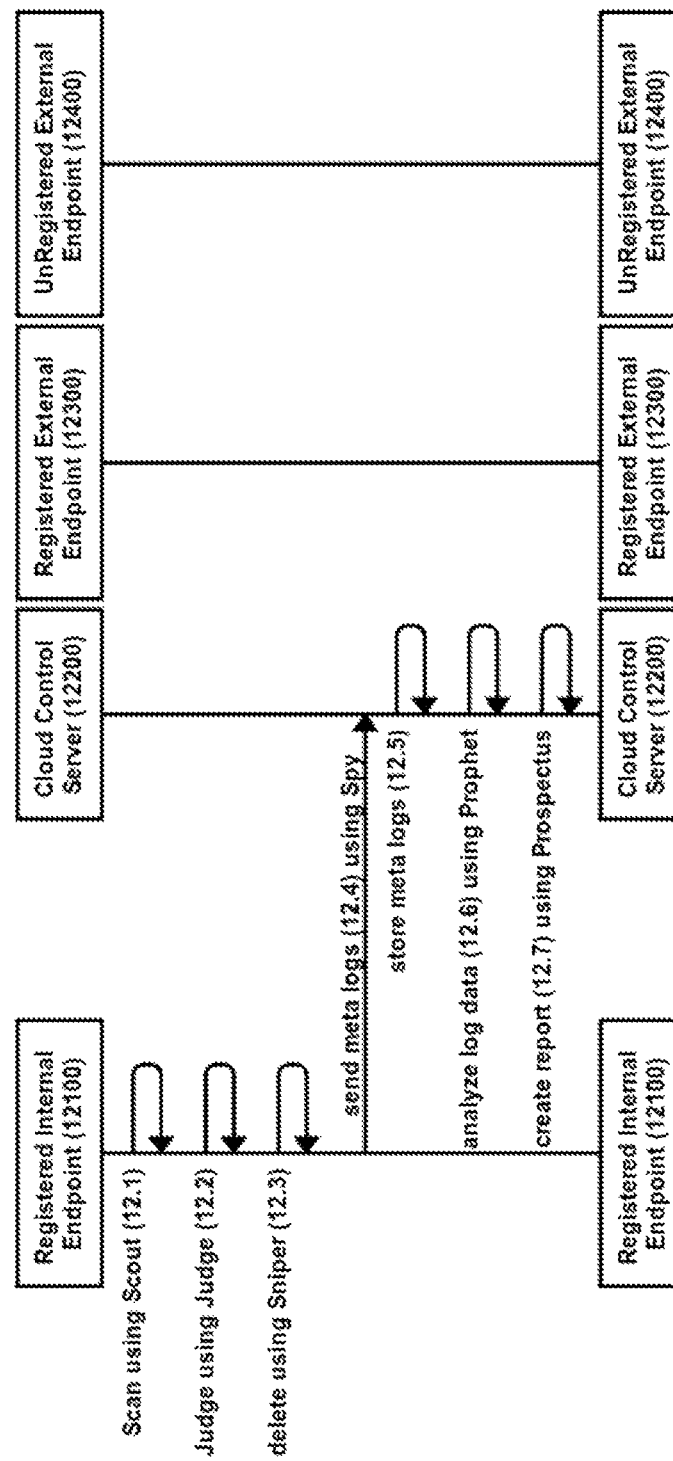 Registered Internal
Endpoint (12100)
Cloud Control
Server (12200)
Registered External
Endpoint (12300)
UnRegistered External
Endpoint (12400)
Scan using Scout (12.1)
Judge using Judge (12.2)
delete using Sniper (12.3)
send meta logs (12.4) using Spy
store meta logs (12.5)
analyze log data (12.6) using Prophet
create report (12.7) using Prospectus
Registered Internal
Endpoint (12100)
Cloud Control
Server (12200)
Registered External
Endpoint (12300)
UnRegistered External
Endpoint (12400)